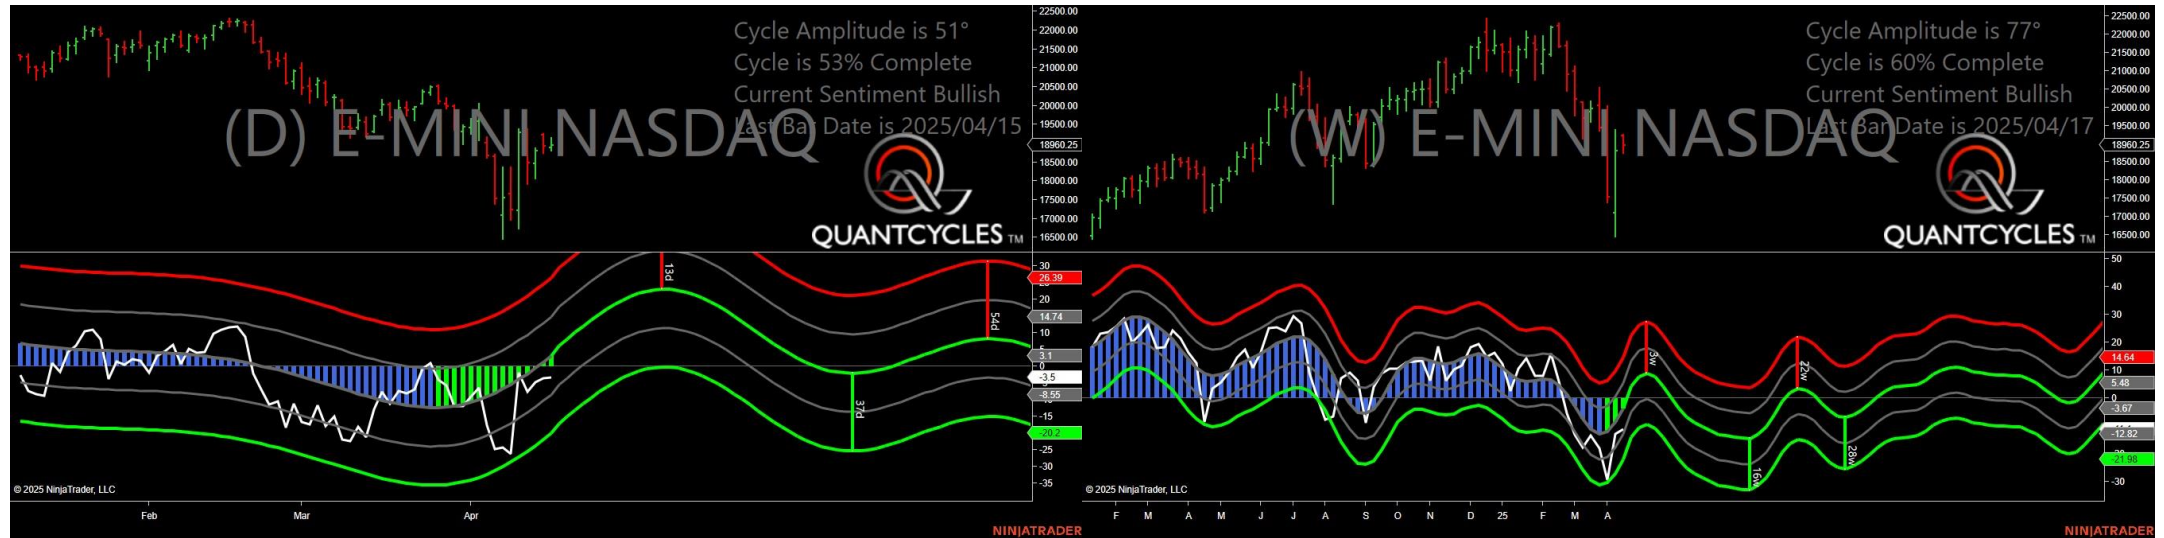 Cycle Amplitude is 51°
Cycle is 53% Complete
Current Sentiment Bullish
Last Bar Date is 2025/04/15
(D) E-MINI NASDAQ
QUANTCYCLES TM
22500.00
22000.00
21500.00
21000.00
20500.00
20000.00
19500.00
18960.25
18500.00
18000.00
17500.00
17000.00
16500.00
30
26.39
20
14.74
10
3.1
0
-3.5
-8.55
-15
-20.2
-25
-30
-35
13d
37d
54d
© 2025 NinjaTrader, LLC
Feb
Mar
Apr
NINJATRADER
Cycle Amplitude is 77°
Cycle is 60% Complete
Current Sentiment Bullish
Last Bar Date is 2025/04/17
(W) E-MINI NASDAQ
QUANTCYCLES TM
22500.00
22000.00
21500.00
21000.00
20500.00
20000.00
19500.00
18960.25
18500.00
18000.00
17500.00
17000.00
16500.00
50
40
30
20
14.64
10
5.48
0
-3.67
-12.82
-21.98
-30
3w
16w
22w
28w
© 2025 NinjaTrader, LLC
F
M
A
M
J
J
A
S
O
N
D
25
F
M
A
NINJATRADER